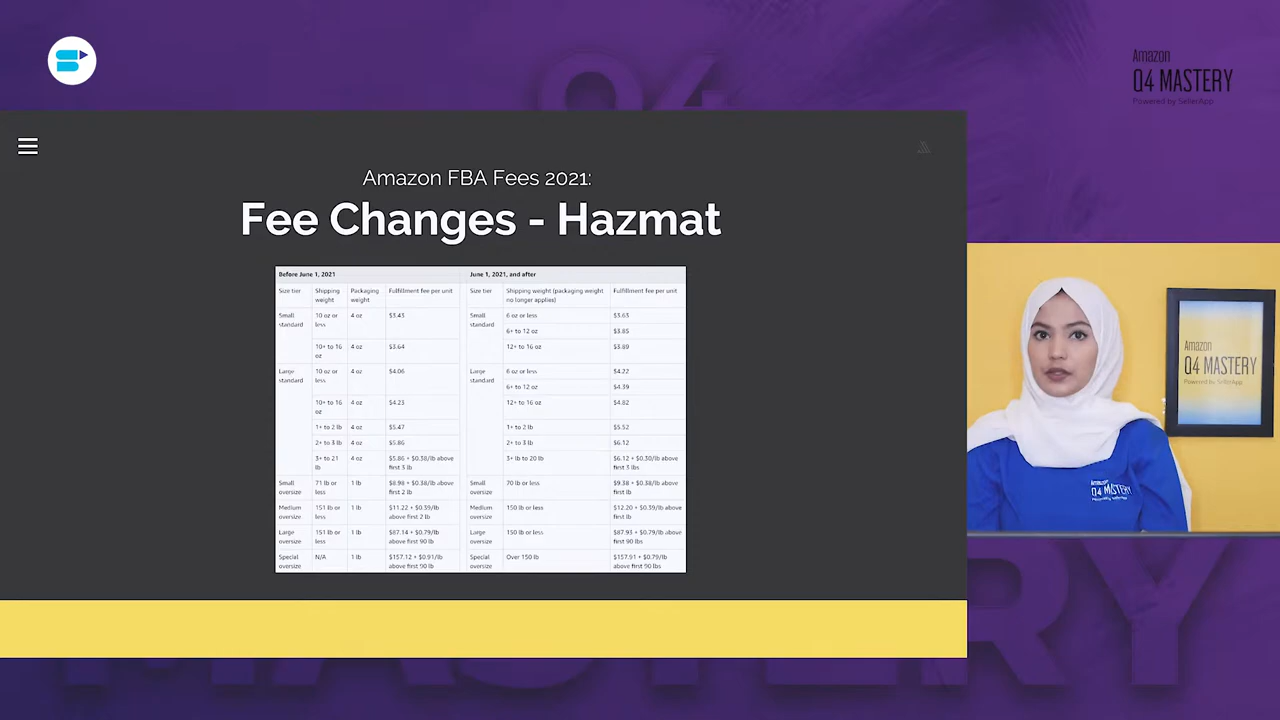 Q4
Amazon
Q4 MASTERY
Powered by SellerApp
Amazon FBA Fees 2021:
Fee Changes - Hazmat
Before June 1, 2021 June 1, 2021, and after
Size tier Shipping weight Packaging weight Fulfillment fee per unit Size tier Shipping weight (packaging weight no longer applies) Fulfillment fee per unit
Small standard 10 oz or less 4 oz $3.43 Small standard 6 oz or less $3.63
6+ to 12 oz $3.85
10+ to 16 oz 4 oz $3.64 12+ to 16 oz $3.89
Large standard 10 oz or less 4 oz $4.06 Large standard 6 oz or less $4.22
6+ to 12 oz $4.39
10+ to 16 oz 4 oz $4.23 12+ to 16 oz $4.82
1+ to 2 lb 4 oz $5.47 1+ to 2 lb $5.52
2+ to 3 lb 4 oz $5.86 2+ to 3 lb $6.12
3+ to 21 lb 4 oz $5.86 + $0.38/lb above first 3 lb 3+ lb to 20 lb $6.12 + $0.30/lb above first 3 lbs
Small oversize 71 lb or less 1 lb $8.98 + $0.38/lb above first 2 lb Small oversize 70 lb or less $9.38 + $0.38/lb above first lb
Medium oversize 151 lb or less 1 lb $11.22 + $0.39/lb above first 2 lb Medium oversize 150 lb or less $12.20 + $0.39/lb above first lb
Large oversize 151 lb or less 1 lb $87.14 + $0.79/lb above first 90 lb Large oversize 150 lb or less $87.93 + $0.79/lb above first 90 lbs
Special oversize N/A 1 lb $157.12 + $0.91/lb above first 90 lb Special oversize Over 150 lb $157.91 + $0.79/lb above first 90 lbs
Amazon
Q4 MASTERY
Powered by SellerApp
Amazon
Q4 MASTERY
MASTERY